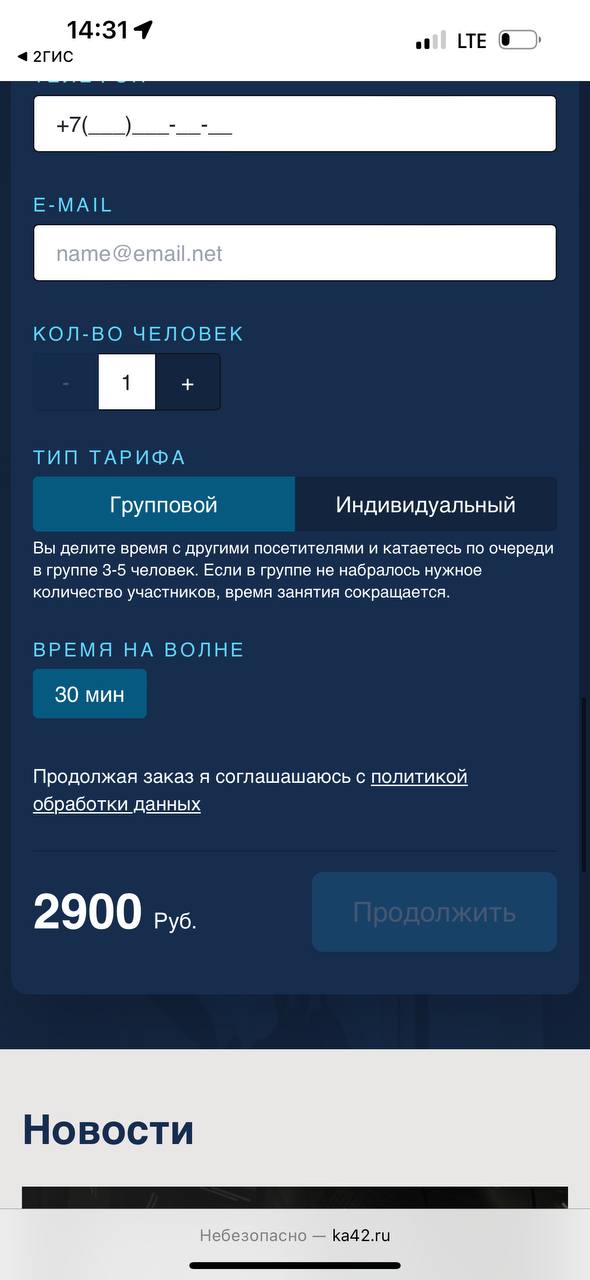 14:31
LTE
◀ 2ГИС
+7(___)___-__-__
E-MAIL
name@email.net
КОЛ-ВО ЧЕЛОВЕК
- 1 +
ТИП ТАРИФА
Групповой Индивидуальный
Вы делите время с другими посетителями и катаетесь по очереди
в группе 3-5 человек. Если в группе не набралось нужное
количество участников, время занятия сокращается.
ВРЕМЯ НА ВОЛНЕ
30 мин
Продолжая заказ я соглашашаюсь с политикой
обработки данных
2900 Руб.
Продолжить
Новости
Небезопасно — ka42.ru